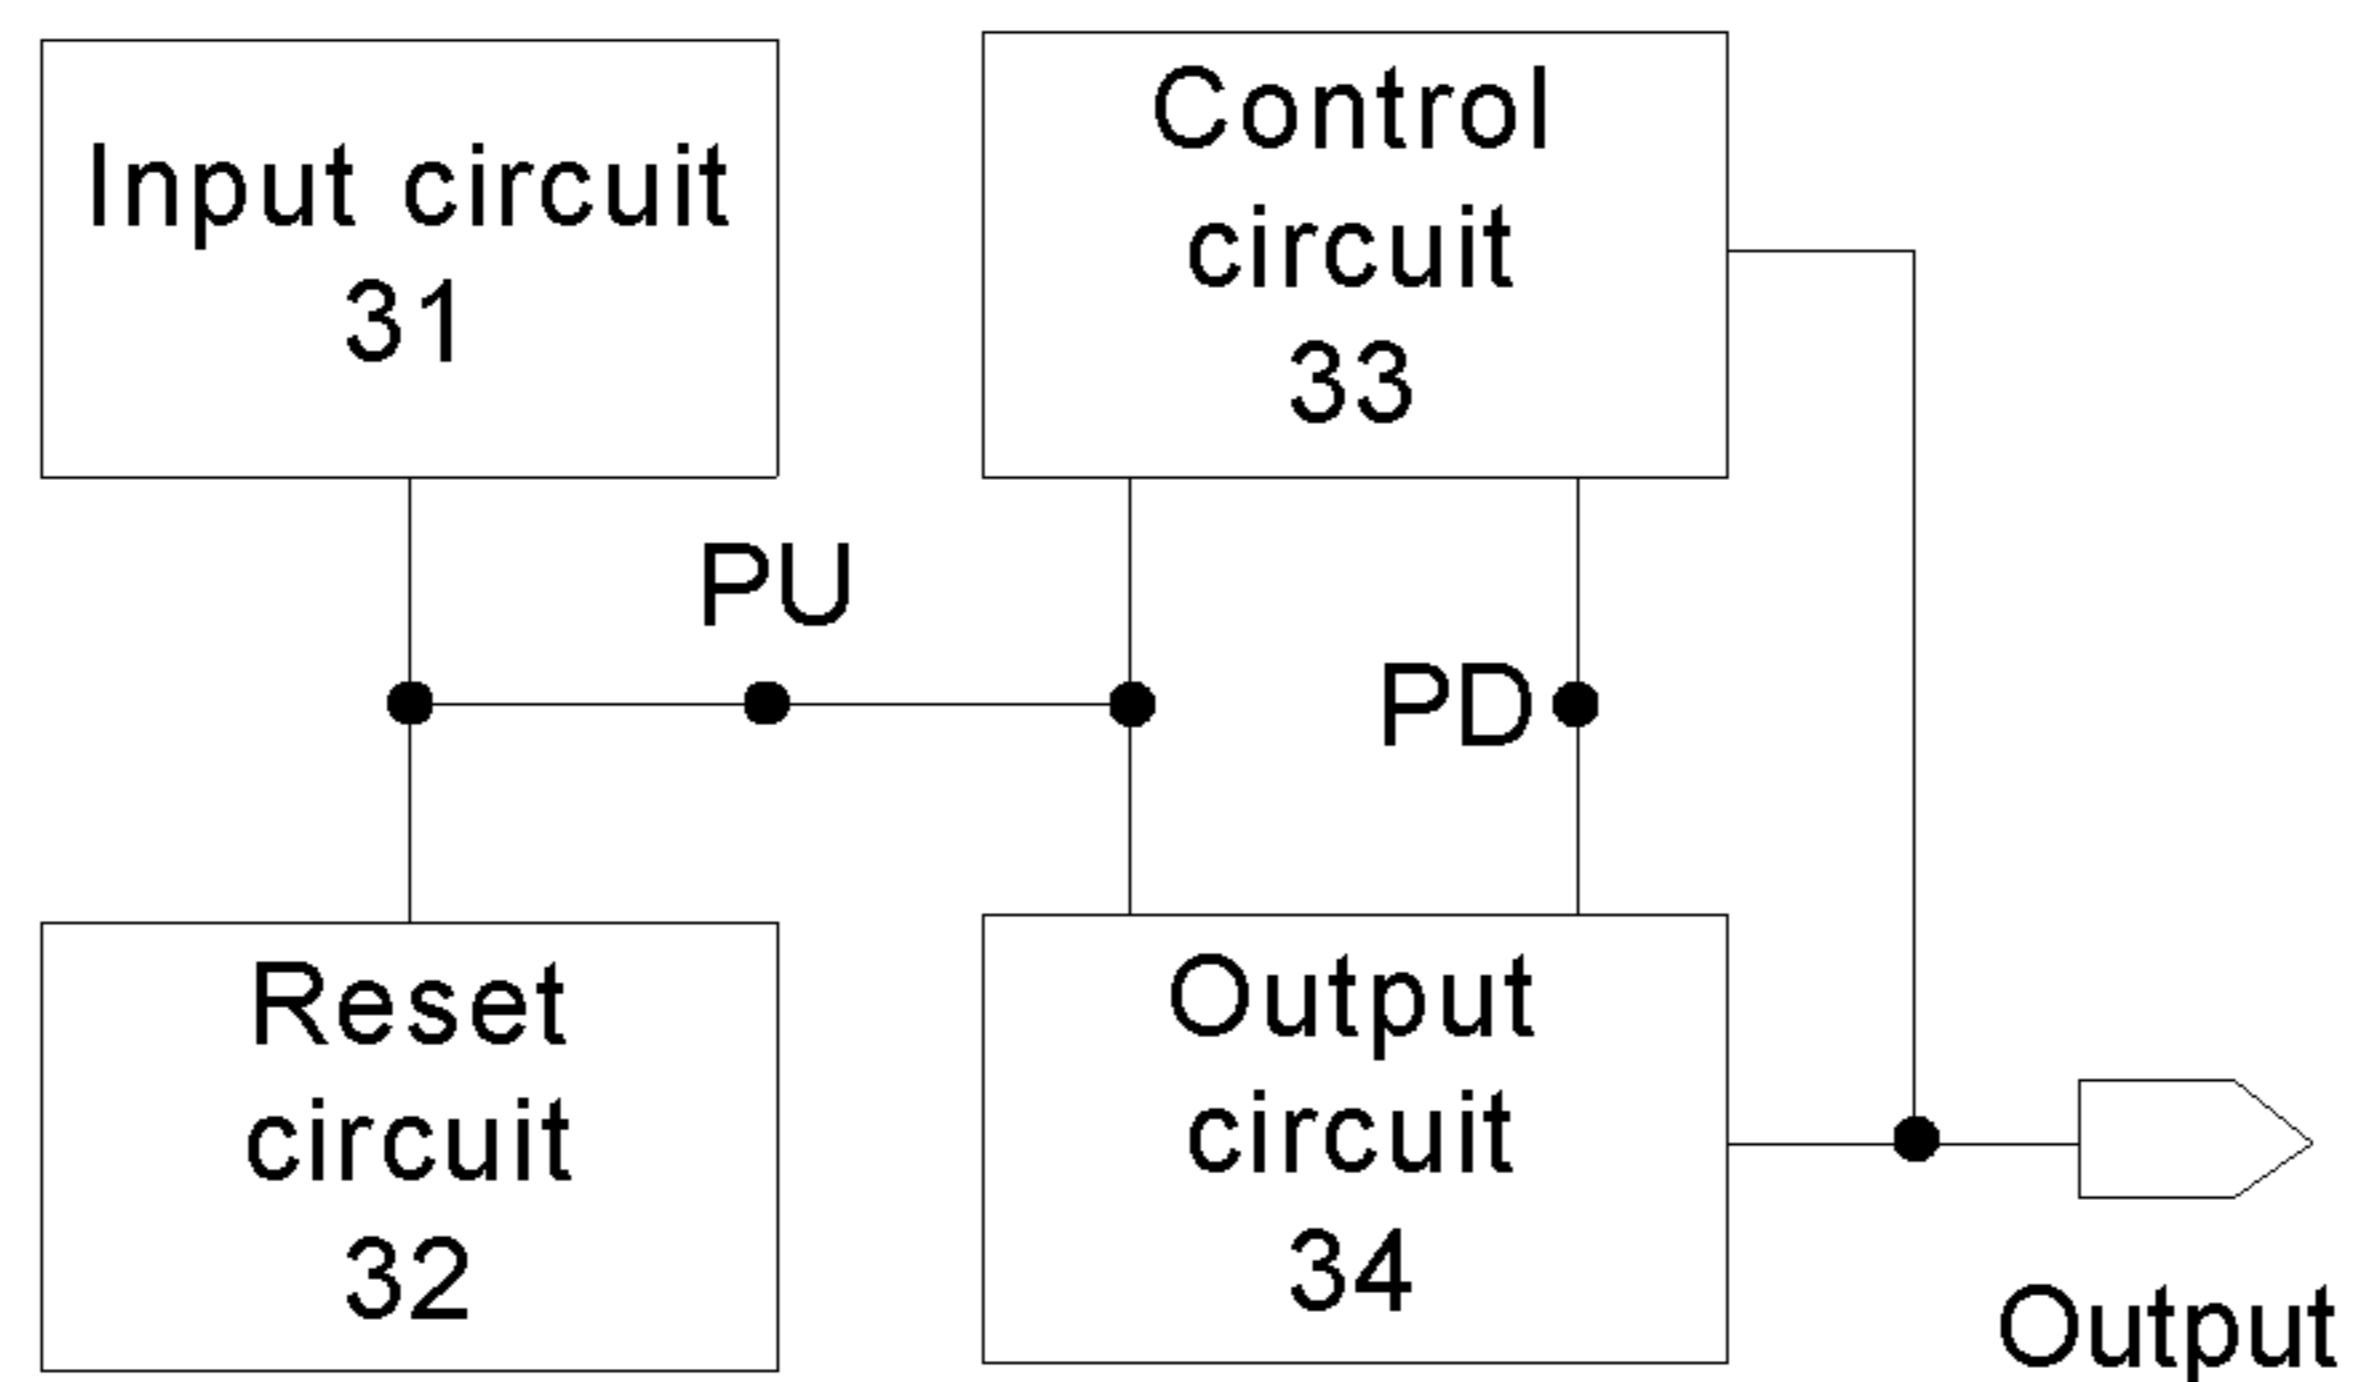 Input circuit
31
Control
circuit
33
PU
PD
Reset
circuit
32
Output
circuit
34
Output